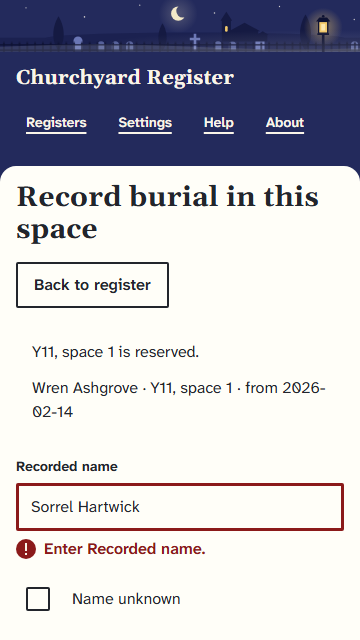 Churchyard Register
Registers Settings Help About
Record burial in this
space
Back to register
Y11, space 1 is reserved.
Wren Ashgrove · Y11, space 1 · from 2026-
02-14
Recorded name
Sorrel Hartwick
Enter Recorded name.
Name unknown